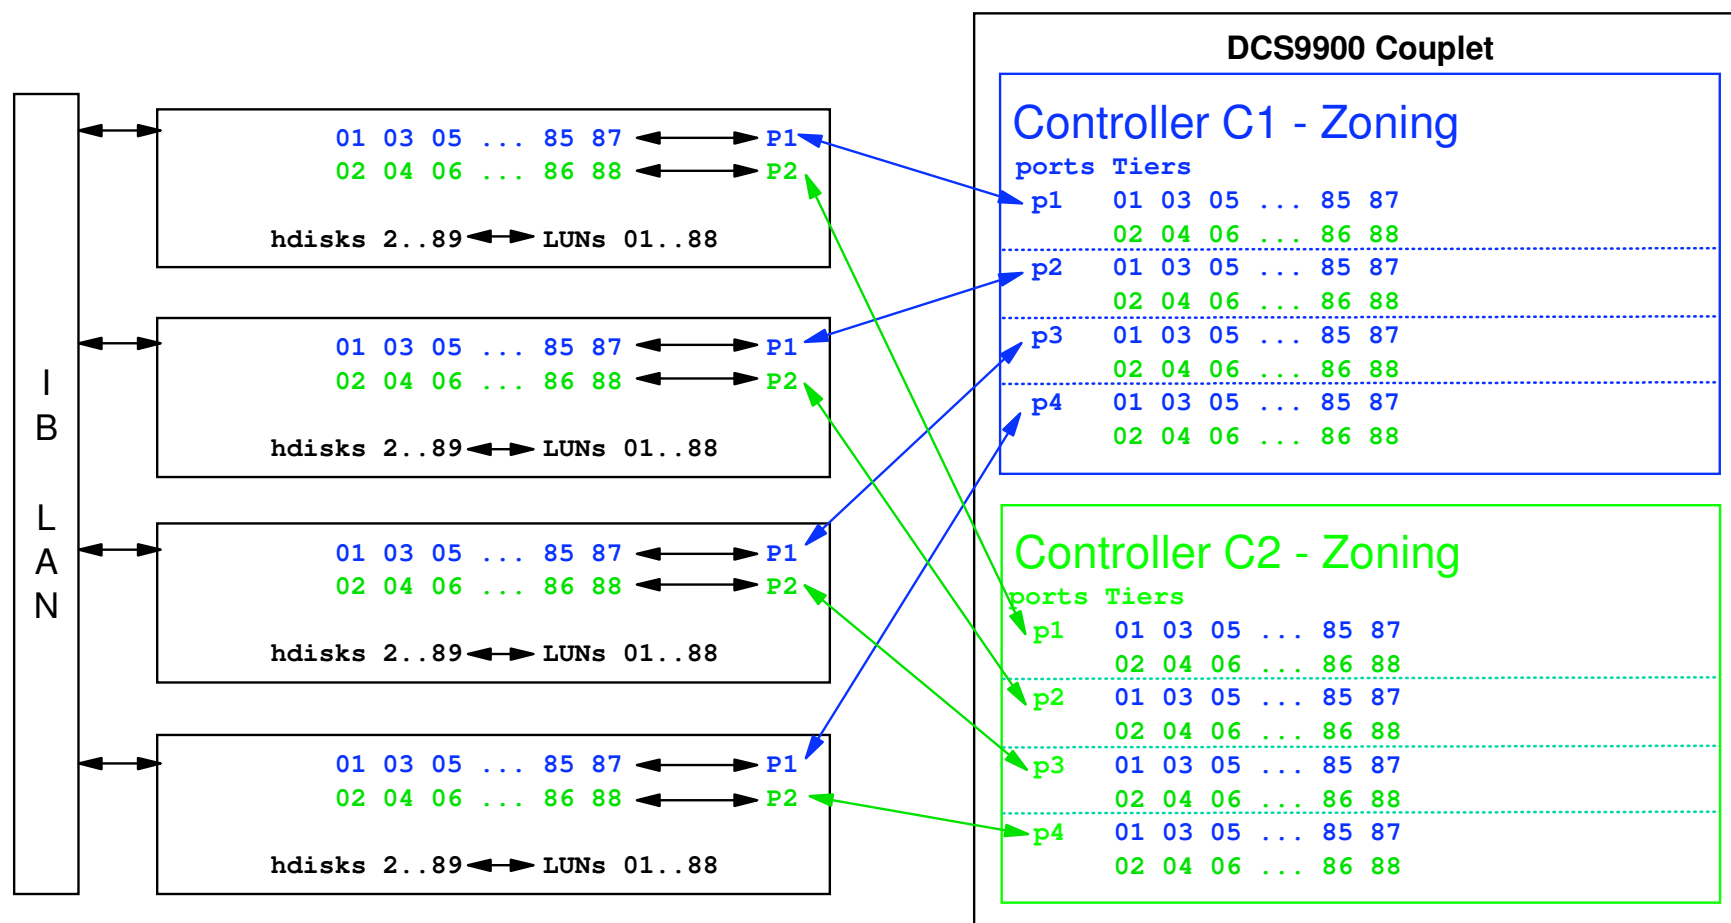 I
B
L
A
N
01 03 05 ... 85 87 P1
02 04 06 ... 86 88 P2
hdisks 2..89 LUNs 01..88
01 03 05 ... 85 87 P1
02 04 06 ... 86 88 P2
hdisks 2..89 LUNs 01..88
01 03 05 ... 85 87 P1
02 04 06 ... 86 88 P2
hdisks 2..89 LUNs 01..88
01 03 05 ... 85 87 P1
02 04 06 ... 86 88 P2
hdisks 2..89 LUNs 01..88
DCS9900 Couplet
Controller C1 - Zoning
ports Tiers
p1 01 03 05 ... 85 87
02 04 06 ... 86 88
p2 01 03 05 ... 85 87
02 04 06 ... 86 88
p3 01 03 05 ... 85 87
02 04 06 ... 86 88
p4 01 03 05 ... 85 87
02 04 06 ... 86 88
Controller C2 - Zoning
ports Tiers
p1 01 03 05 ... 85 87
02 04 06 ... 86 88
p2 01 03 05 ... 85 87
02 04 06 ... 86 88
p3 01 03 05 ... 85 87
02 04 06 ... 86 88
p4 01 03 05 ... 85 87
02 04 06 ... 86 88